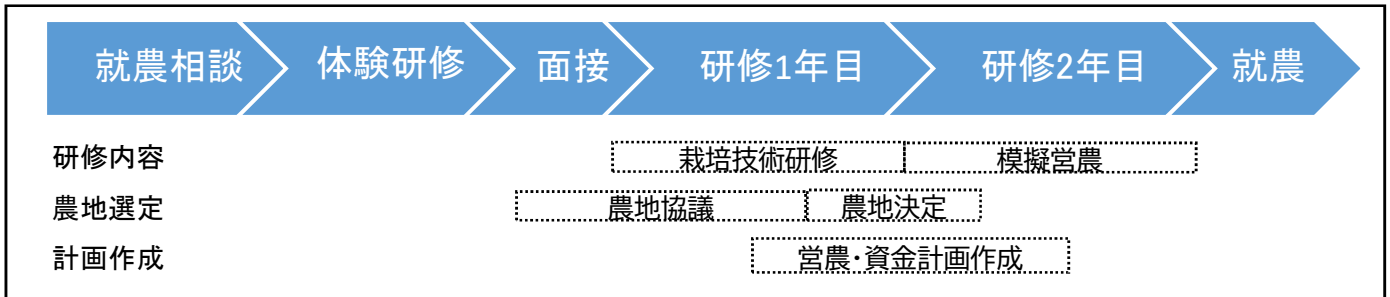 就農相談 体験研修 面接 研修1年目 研修2年目 就農
研修内容 栽培技術研修 模擬営農
農地選定 農地協議 農地決定
計画作成 営農・資金計画作成